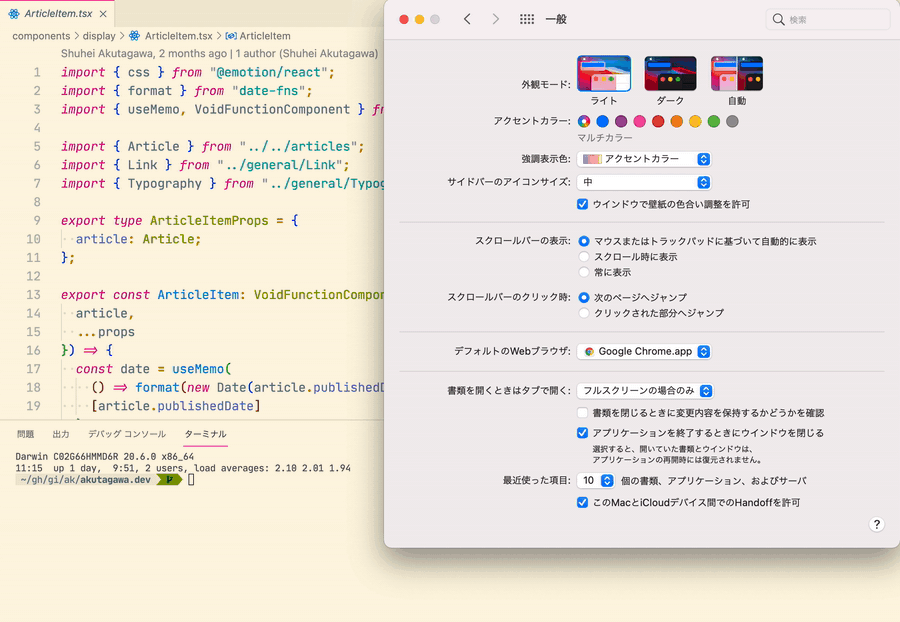 ArticleItem.tsx
components > display > ArticleItem.tsx > ArticleItem
Shuhei Akutagawa, 2 months ago | 1 author (Shuhei Akutagawa)
1 import { css } from "@emotion/react";
2 import { format } from "date-fns";
3 import { useMemo, VoidFunctionComponent } fr
4
5 import { Article } from "../../articles";
6 import { Link } from "../general/Link";
7 import { Typography } from "../general/Typog
8
9 export type ArticleItemProps = {
10 article: Article;
11 };
12
13 export const ArticleItem: VoidFunctionCompon
14 article,
15 ...props
16 }) => {
17 const date = useMemo(
18 () => format(new Date(article.publishedD
19 [article.publishedDate]
問題 出力 デバッグ コンソール ターミナル
Darwin C02G66HMMD6R 20.6.0 x86_64
11:15 up 1 day, 9:51, 2 users, load averages: 2.10 2.01 1.94
~/gh/gi/ak/akutagawa.dev
一般
検索
外観モード:
ライト ダーク 自動
アクセントカラー:
マルチカラー
強調表示色: アクセントカラー
サイドバーのアイコンサイズ: 中
ウインドウで壁紙の色合い調整を許可
スクロールバーの表示: マウスまたはトラックパッドに基づいて自動的に表示
スクロール時に表示
常に表示
スクロールバーのクリック時: 次のページへジャンプ
クリックされた部分へジャンプ
デフォルトのWebブラウザ: Google Chrome.app
書類を開くときはタブで開く: フルスクリーンの場合のみ
書類を閉じるときに変更内容を保持するかどうかを確認
アプリケーションを終了するときにウインドウを閉じる
選択すると、開いていた書類とウインドウは、
アプリケーションの再開時には復元されません。
最近使った項目: 10 個の書類、アプリケーション、およびサーバ
このMacとiCloudデバイス間でのHandoffを許可
?